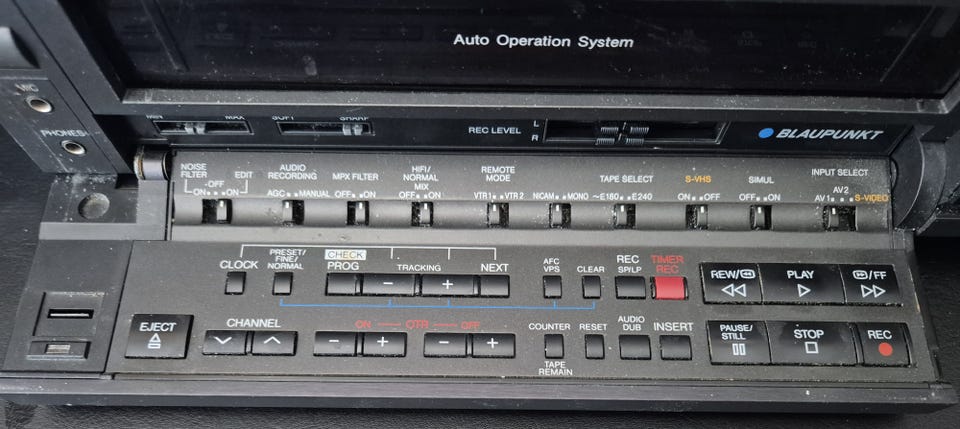 Auto Operation System
MIC
PHONES
MIN MAX
SOFT SHARP
REC LEVEL
L
R
BLAUPUNKT
NOISE
FILTER
EDIT
-OFF
ON ON
AUDIO
RECORDING
AGC MANUAL
MPX FILTER
OFF ON
HIFI/
NORMAL
MIX
OFF ON
REMOTE
MODE
VTR1 VTR2
NICAM MONO
TAPE SELECT
~E180 E240
S-VHS
ON OFF
SIMUL
OFF ON
INPUT SELECT
AV2
AV1 S-VIDEO
CLOCK
PRESET/
FINE/
NORMAL
CHECK
PROG
TRACKING
- +
NEXT
AFC
VPS
CLEAR
REC
SP/LP
TIMER
REC
REW/
PLAY
/FF
EJECT
CHANNEL
ON OTR OFF
- + - +
COUNTER
TAPE
REMAIN
RESET
AUDIO
DUB
INSERT
PAUSE/
STILL
STOP
REC